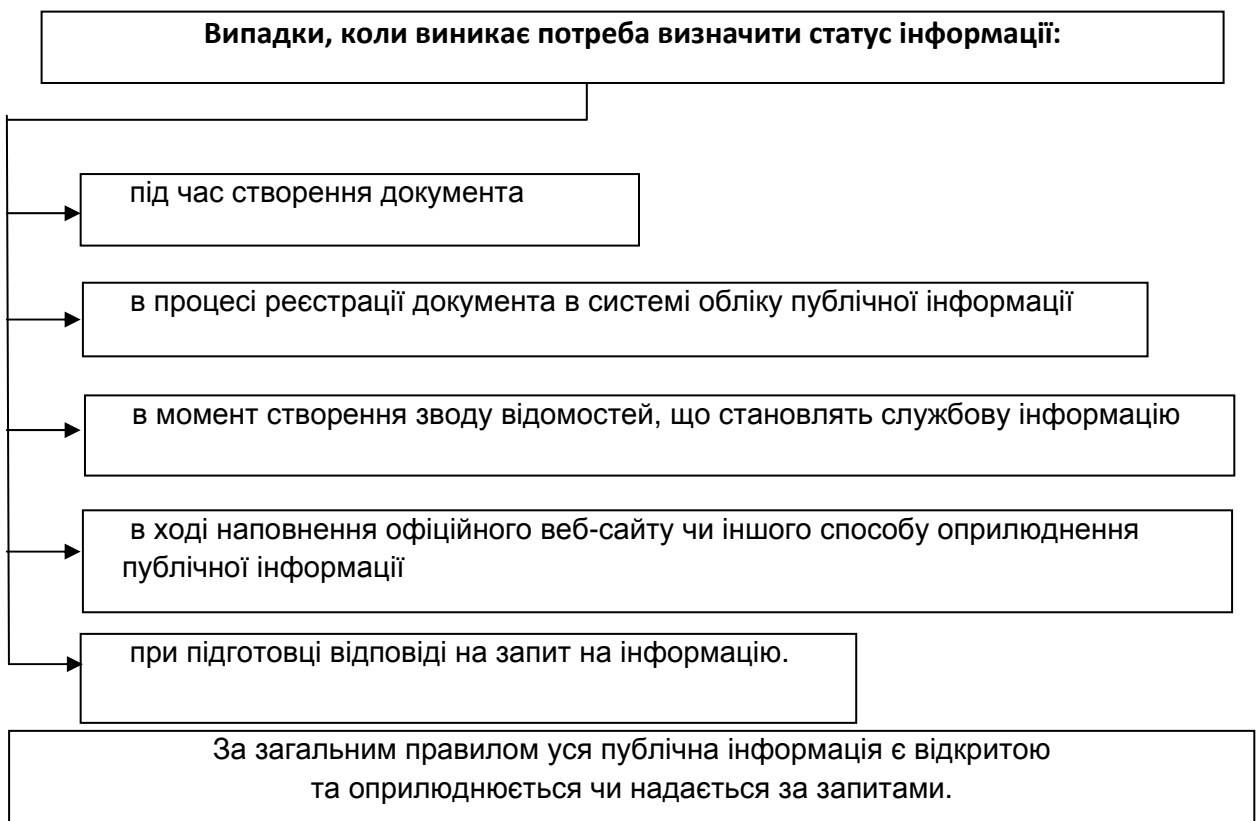 Випадки, коли виникає потреба визначити статус інформації:
під час створення документа
в процесі реєстрації документа в системі обліку публічної інформації
в момент створення зводу відомостей, що становлять службову інформацію
в ході наповнення офіційного веб-сайту чи іншого способу оприлюднення
публічної інформації
при підготовці відповіді на запит на інформацію.
За загальним правилом уся публічна інформація є відкритою
та оприлюднюється чи надається за запитами.